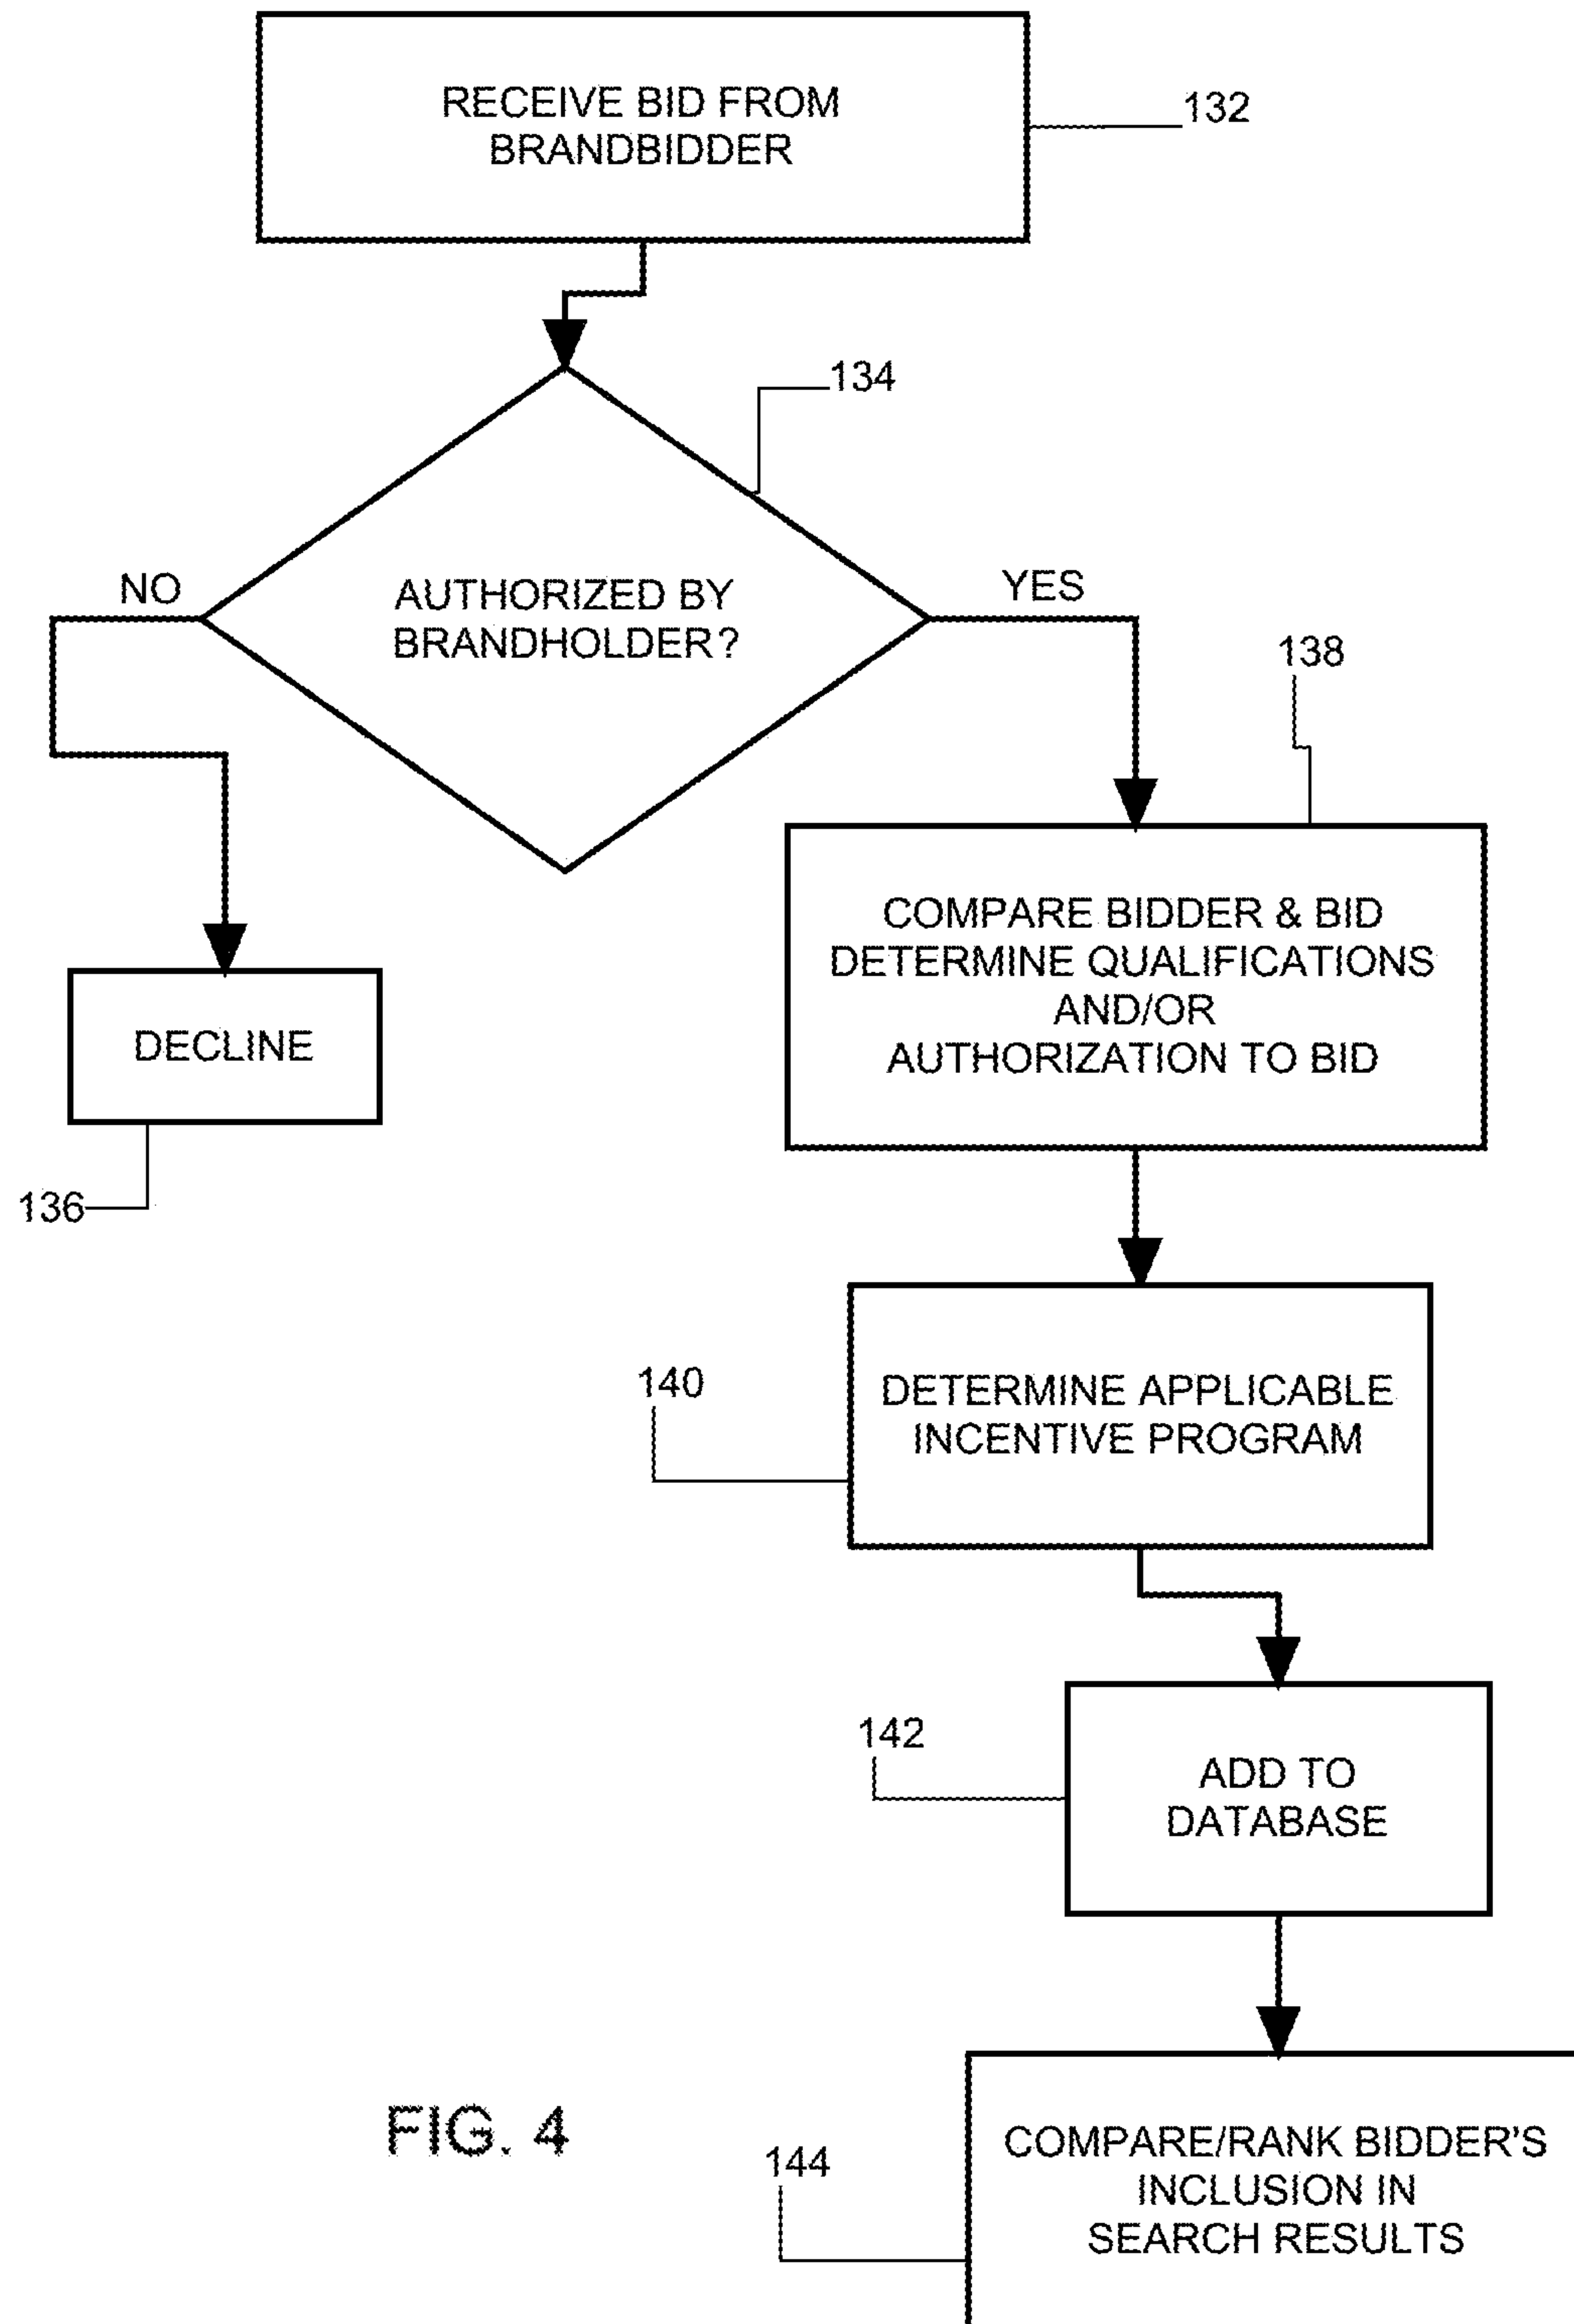 RECEIVE BID FROM
BRANDBIDDER
132
134
NO
AUTHORIZED BY
BRANDHOLDER?
YES
138
COMPARE BIDDER & BID
DETERMINE QUALIFICATIONS
AND/OR
AUTHORIZATION TO BID
DECLINE
136
140
DETERMINE APPLICABLE
INCENTIVE PROGRAM
142
ADD TO
DATABASE
FIG. 4
144
COMPARE/RANK BIDDER'S
INCLUSION IN
SEARCH RESULTS